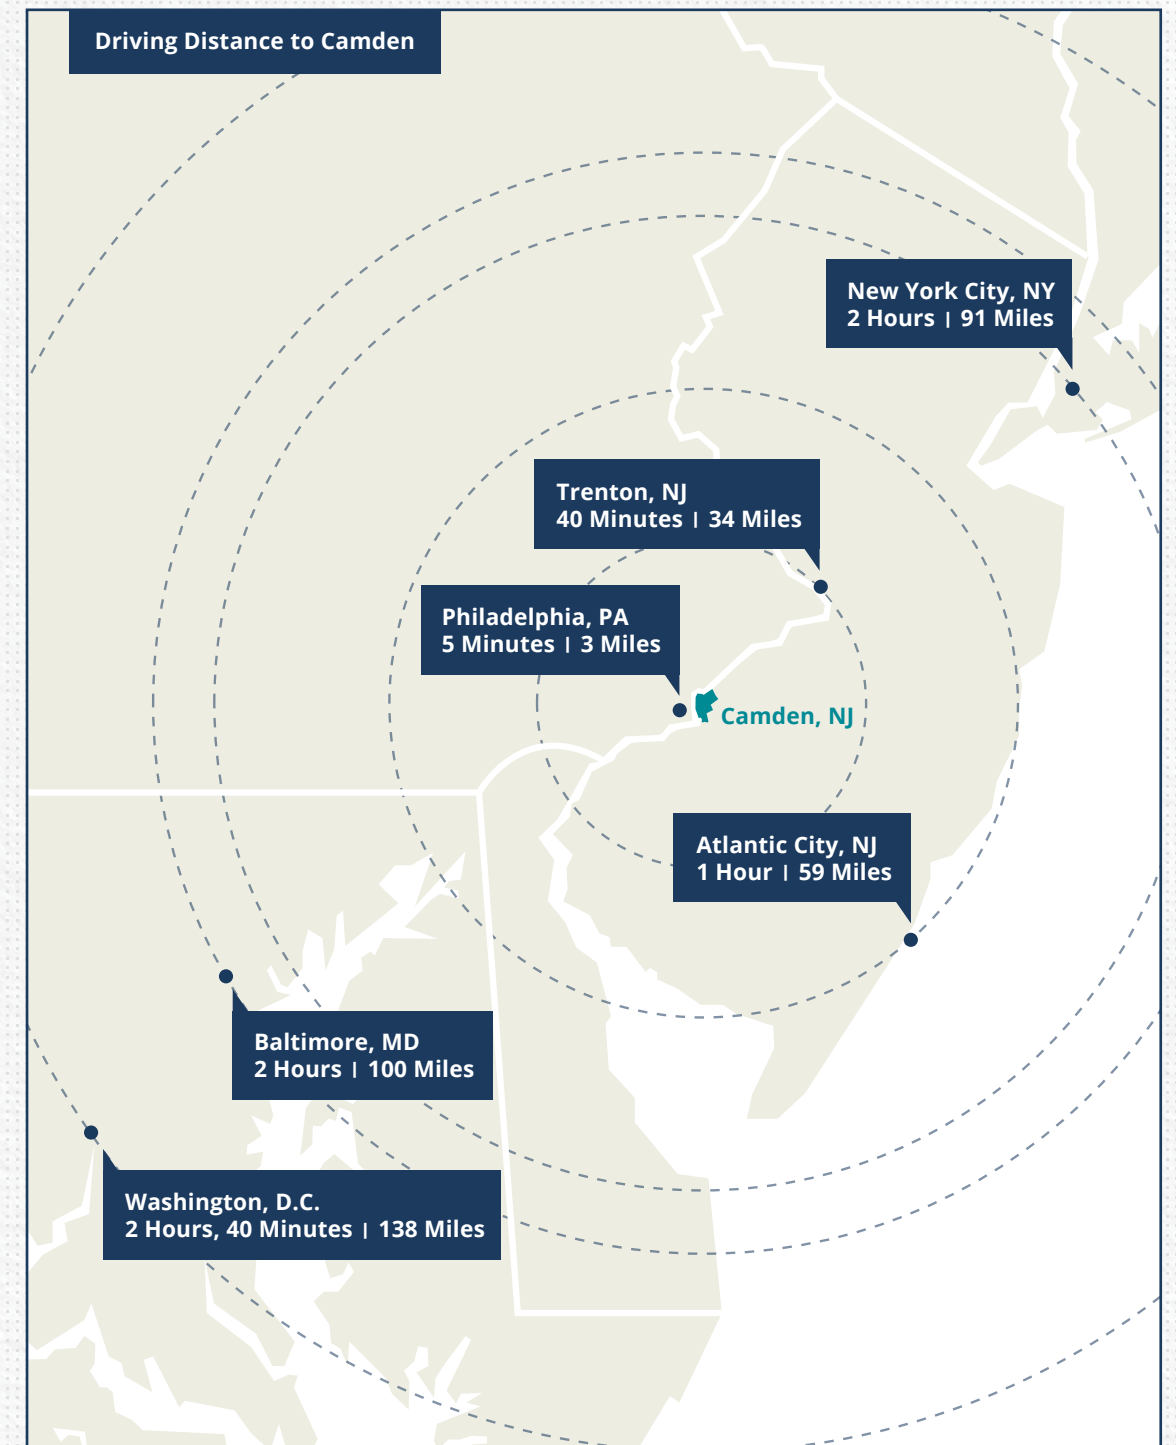 Driving Distance to Camden
New York City, NY
2 Hours | 91 Miles
Trenton, NJ
40 Minutes | 34 Miles
Philadelphia, PA
5 Minutes | 3 Miles
Camden, NJ
Atlantic City, NJ
1 Hour | 59 Miles
Baltimore, MD
2 Hours | 100 Miles
Washington, D.C.
2 Hours, 40 Minutes | 138 Miles